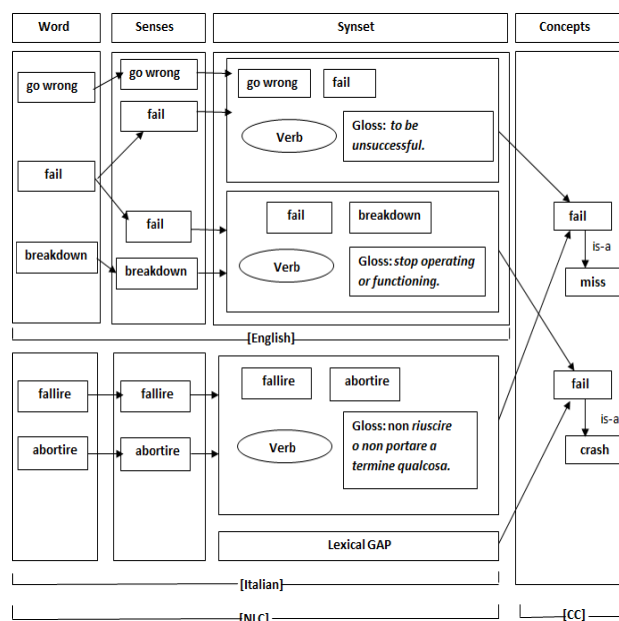 Word
Senses
Synset
Concepts
go wrong
fail
breakdown
go wrong
fail
fail
breakdown
go wrong
fail
Verb
Gloss: to be
unsuccessful.
fail
breakdown
Verb
Gloss: stop operating
or functioning.
[English]
fallire
abortire
fallire
abortire
fallire
abortire
Verb
Gloss: non riuscire
o non portare a
termine qualcosa.
Lexical GAP
[Italian]
[NLC]
fail
is-a
miss
fail
is-a
crash
[CC]